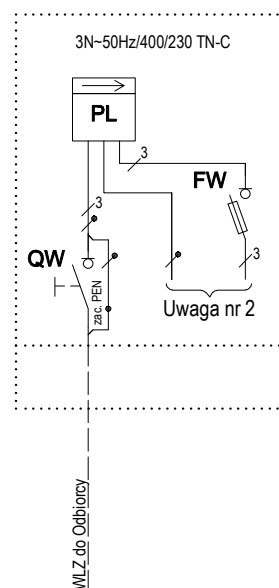 3N~50Hz/400/230 TN-C
PL
3
FW
3
QW
zac. PEN
3
Uwaga nr 2
WLZ do Odbiorcy